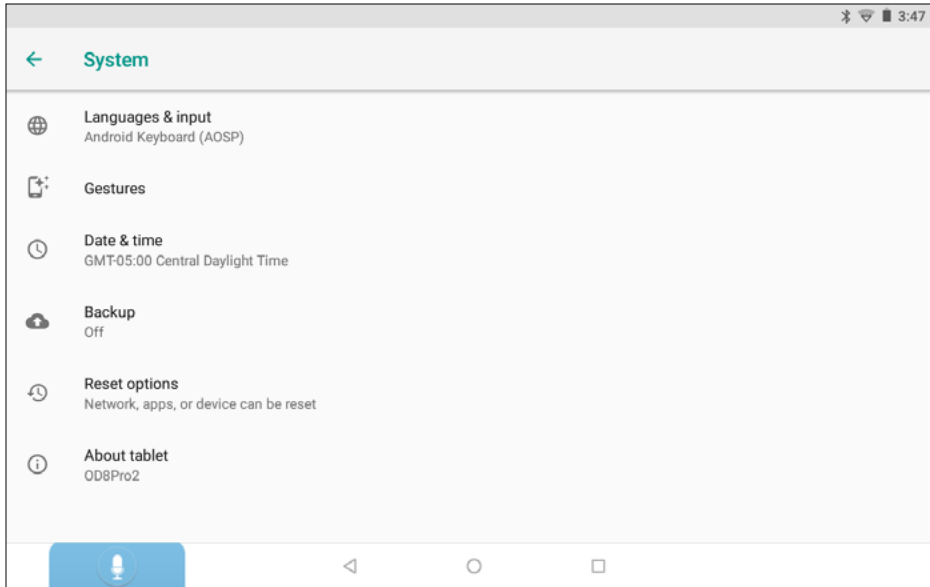 3:47
System
Languages & input
Android Keyboard (AOSP)
Gestures
Date & time
GMT-05:00 Central Daylight Time
Backup
Off
Reset options
Network, apps, or device can be reset
About tablet
OD8Pro2